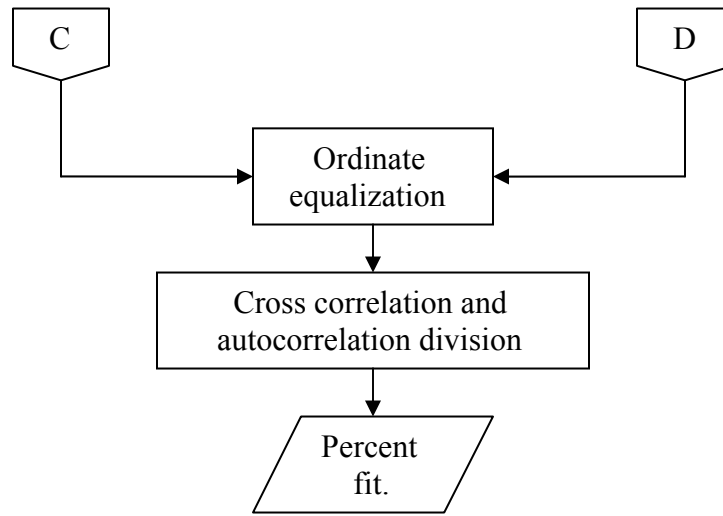 C
D
Ordinate
equalization
Cross correlation and
autocorrelation division
Percent
fit.